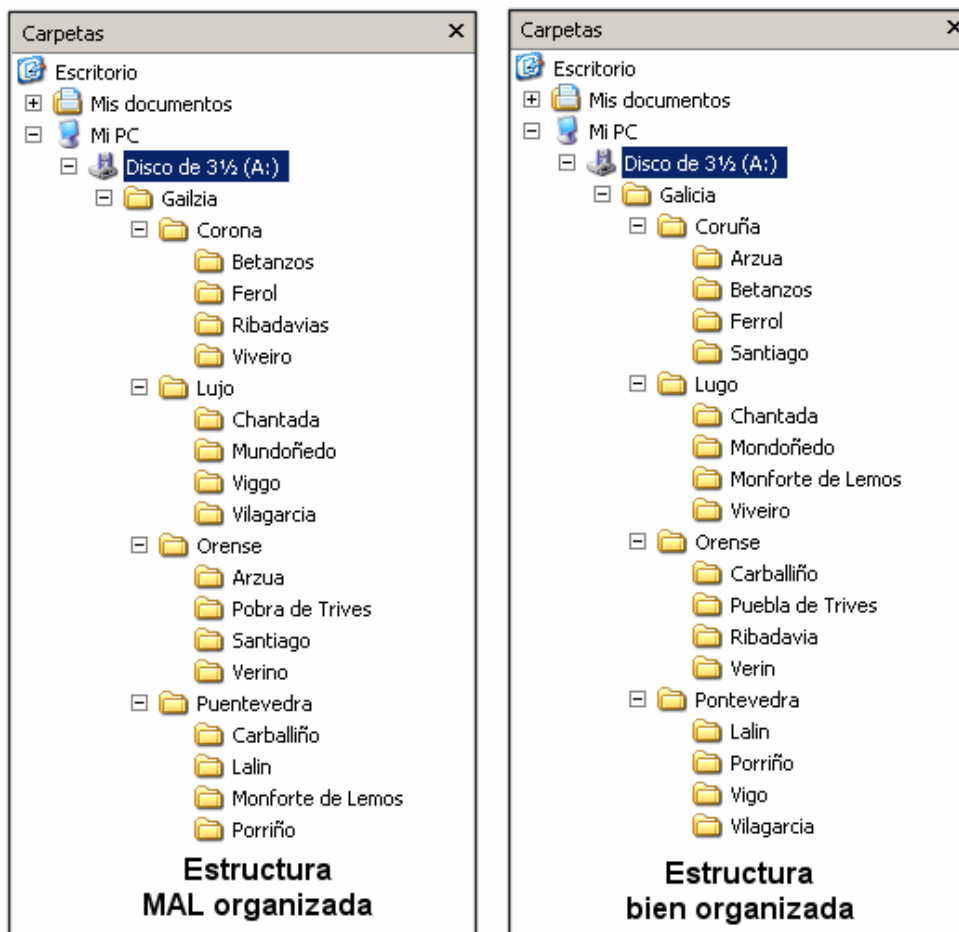 Carpetas
Escritorio
Mis documentos
Mi PC
Disco de 3½ (A:)
Gailzia
Corona
Betanzos
Ferol
Ribadavias
Viveiro
Lujo
Chantada
Mundoñedo
Viggo
Vilagarcia
Orense
Arzua
Pobra de Trives
Santiago
Verino
Puentevedra
Carballiño
Lalin
Monforte de Lemos
Porriño
Estructura
MAL organizada
Carpetas
Escritorio
Mis documentos
Mi PC
Disco de 3½ (A:)
Galicia
Coruña
Arzua
Betanzos
Ferrol
Santiago
Lugo
Chantada
Mondoñedo
Monforte de Lemos
Viveiro
Orense
Carballiño
Puebla de Trives
Ribadavia
Verin
Pontevedra
Lalin
Porriño
Vigo
Vilagarcia
Estructura
bien organizada